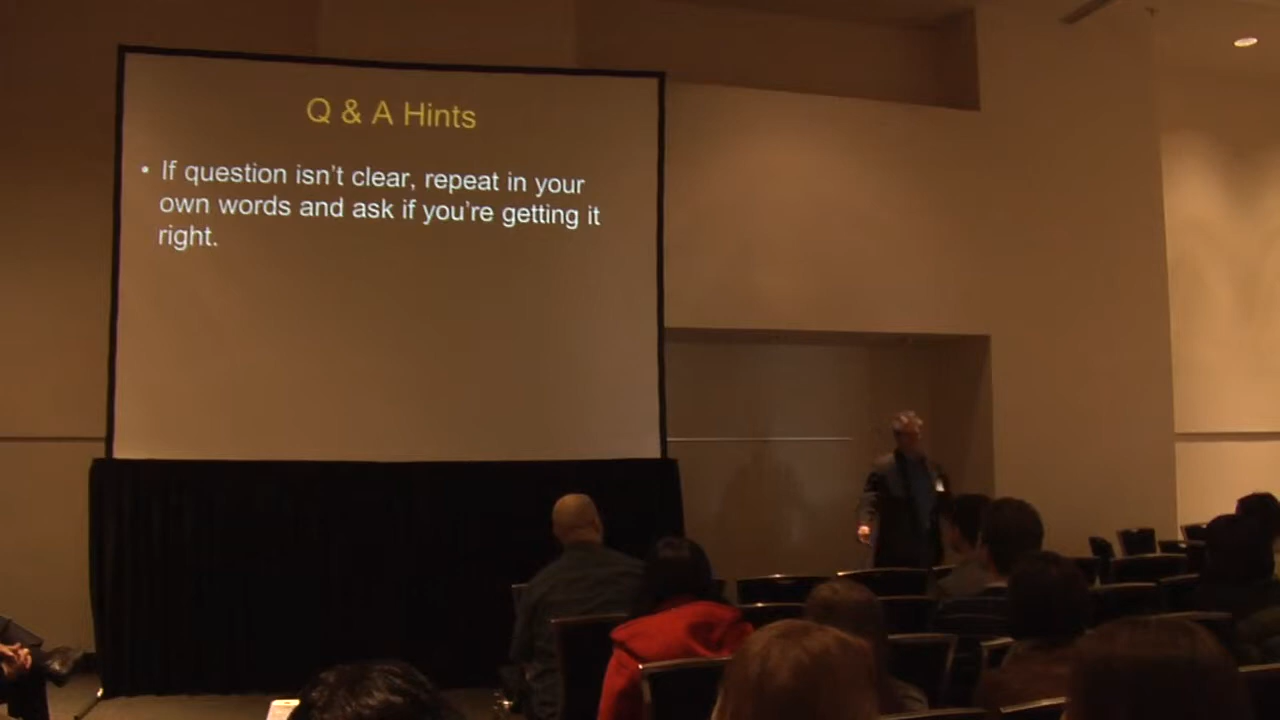 Q & A Hints
• If question isn't clear, repeat in your
own words and ask if you're getting it
right.